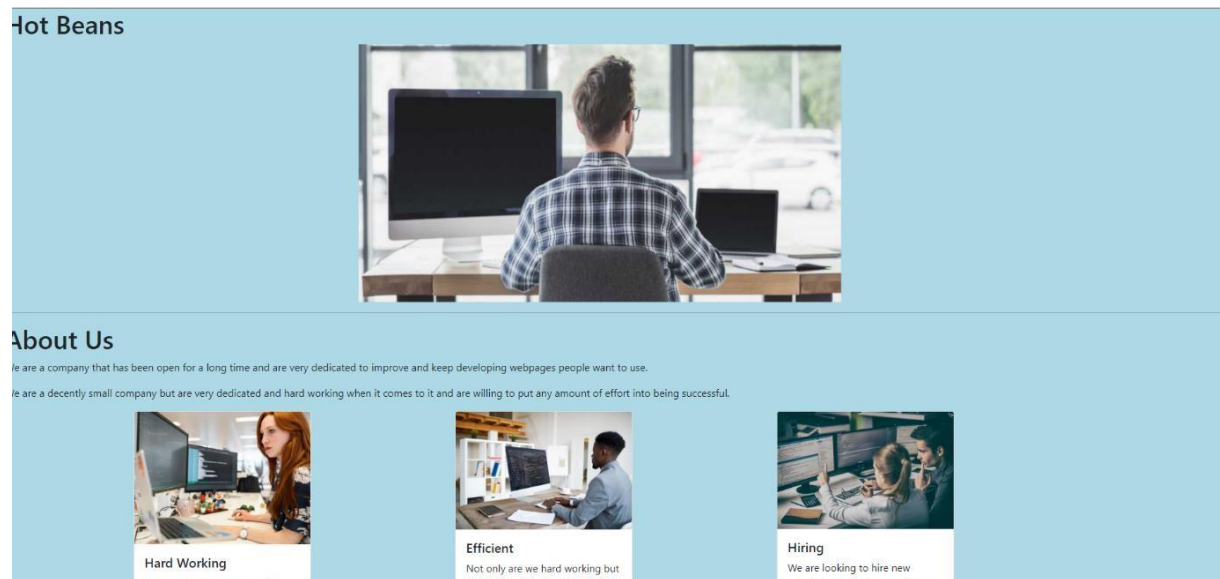 Hot Beans
About Us
We are a company that has been open for a long time and are very dedicated to improve and keep developing webpages people want to use.
We are a decently small company but are very dedicated and hard working when it comes to it and are willing to put any amount of effort into being successful.
Hard Working
Efficient
Not only are we hard working but
Hiring
We are looking to hire new